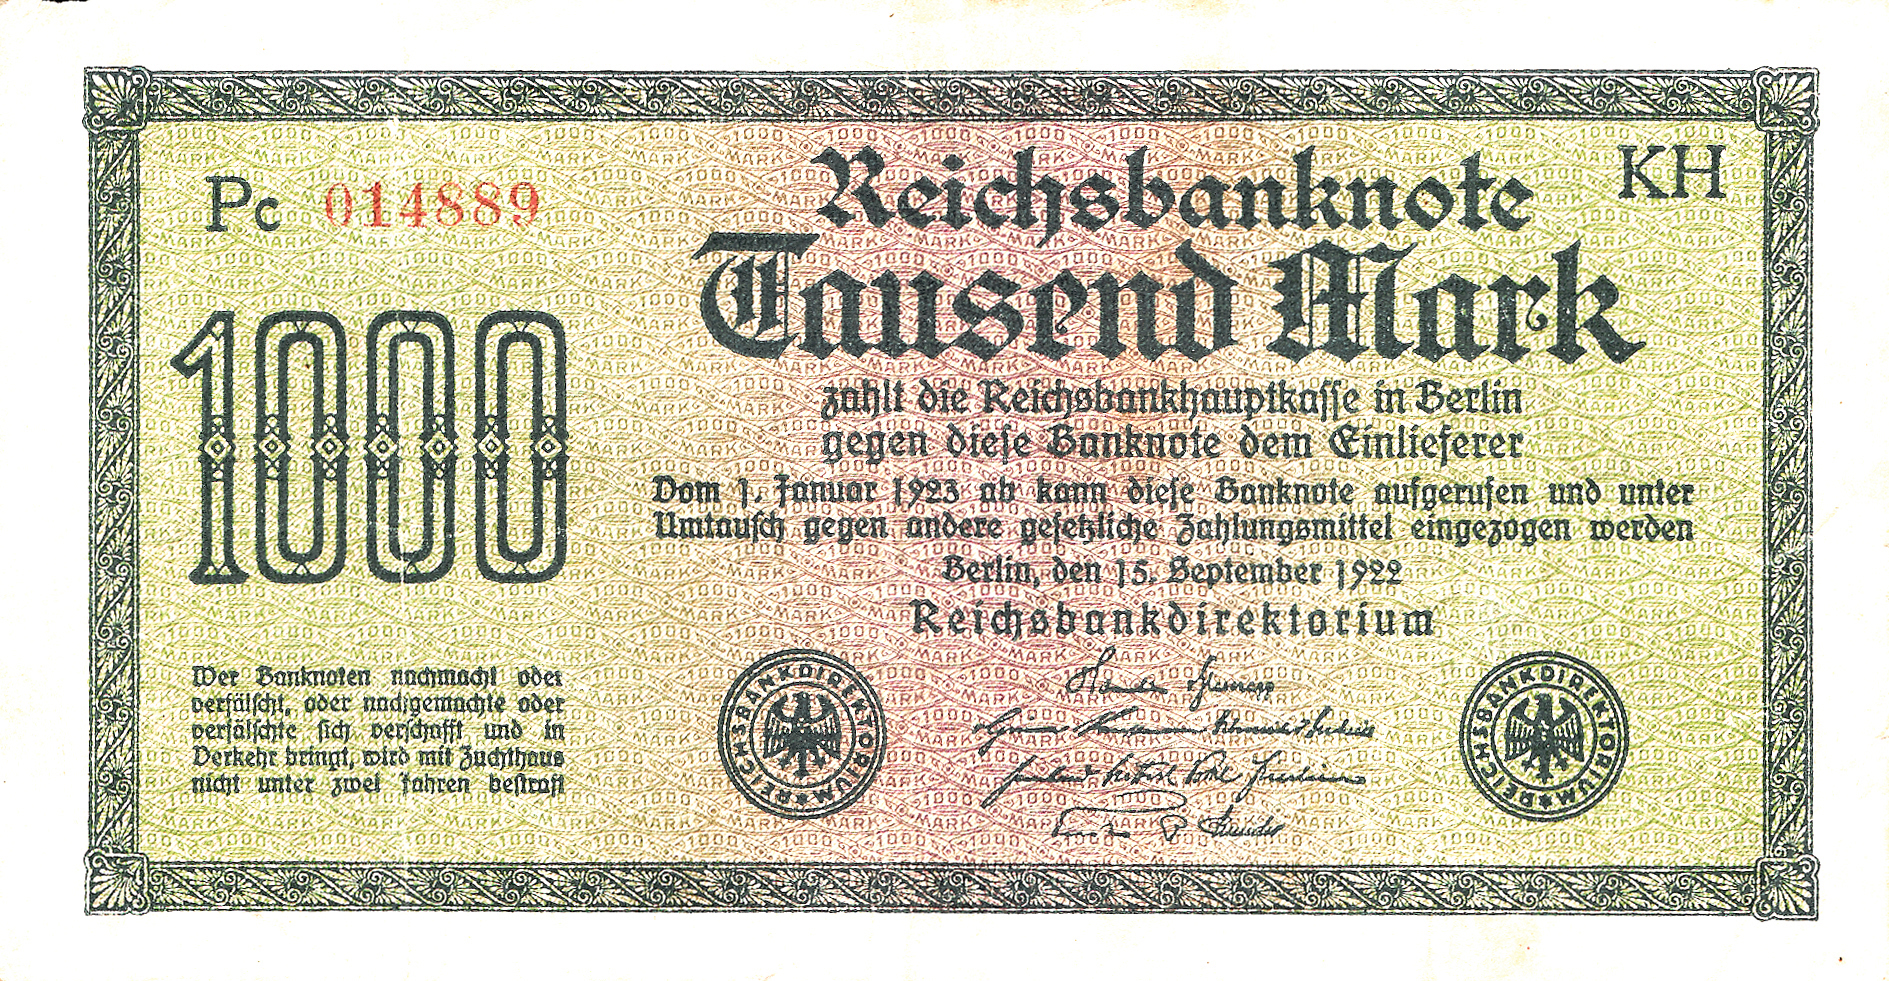 Pc 014889
KH
Reichsbanknote
Tausend Mark
1000
zahlt die Reichsbankhauptkasse in Berlin
gegen diese Banknote dem Einlieferer
Vom 1. Januar 1923 ab kann diese Banknote aufgerufen und unter
Umtausch gegen andere gesetzliche Zahlungsmittel eingezogen werden
Berlin, den 15. September 1922
Reichsbankdirektorium
Wer Banknoten nachmacht oder
verfälscht, oder nachgemachte oder
verfälschte sich verschafft und in
Verkehr bringt, wird mit Zuchthaus
nicht unter zwei Jahren bestraft
REICHSBANKDIREKTORIUM
REICHSBANKDIREKTORIUM